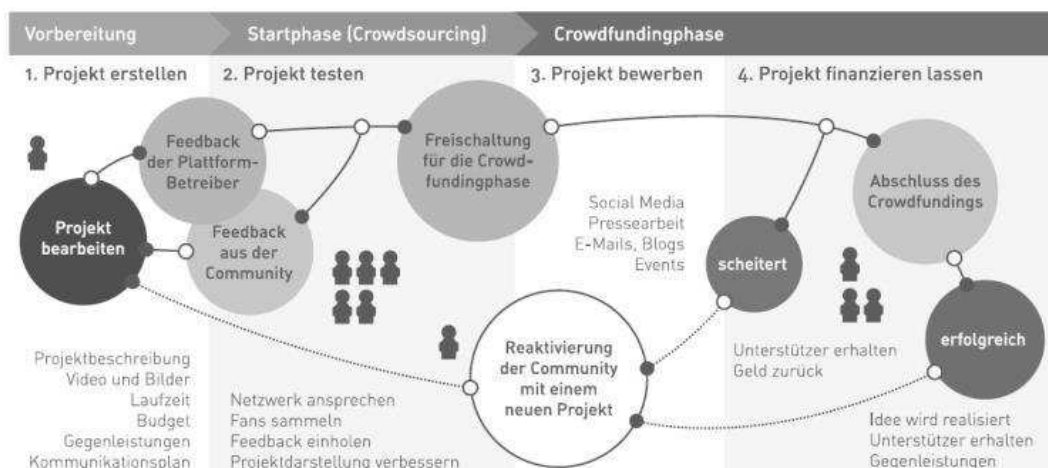 Vorbereitung
Startphase (Crowdsourcing)
Crowdfundingphase
1. Projekt erstellen
2. Projekt testen
3. Projekt bewerben
4. Projekt finanzieren lassen
Feedback
der Plattform-
Betreiber
Projekt
bearbeiten
Feedback
aus der
Community
Freischaltung
für die Crowd-
fundingphase
Social Media
Pressearbeit
E-Mails, Blogs
Events
scheitert
Abschluss des
Crowdfundings
erfolgreich
Reaktivierung
der Community
mit einem
neuen Projekt
Unterstützer erhalten
Geld zurück
Projektbeschreibung
Video und Bilder
Laufzeit
Budget
Gegenleistungen
Kommunikationsplan
Netzwerk ansprechen
Fans sammeln
Feedback einholen
Projektdarstellung verbessern
Idee wird realisiert
Unterstützer erhalten
Gegenleistungen